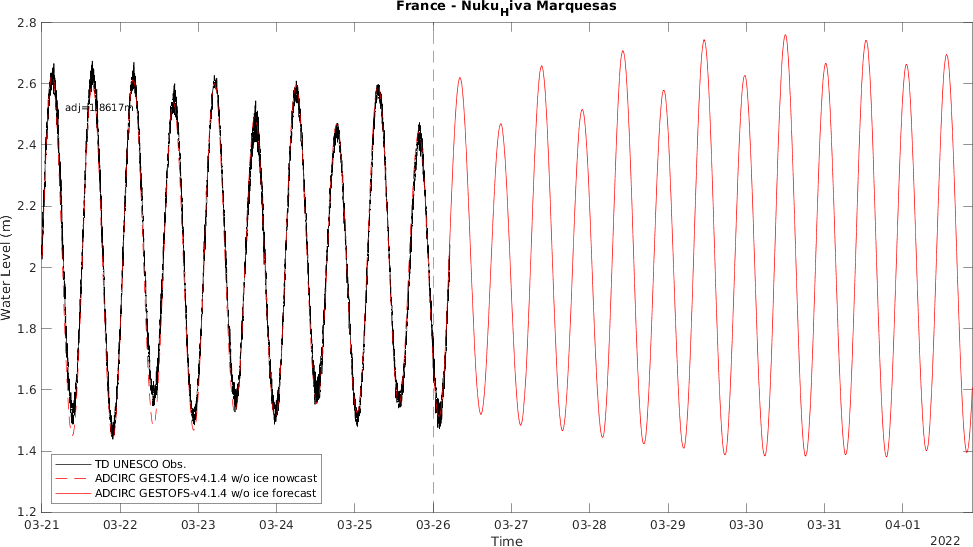 France - Nuku Hiva Marquesas
2.8
2.6
adj=1.8617m
2.4
2.2
2
1.8
1.6
1.4
1.2
Water Level (m)
TD UNESCO Obs.
ADCIRC GESTOFS-v4.1.4 w/o ice nowcast
ADCIRC GESTOFS-v4.1.4 w/o ice forecast
03-21 03-22 03-23 03-24 03-25 03-26 03-27 03-28 03-29 03-30 03-31 04-01
Time
2022